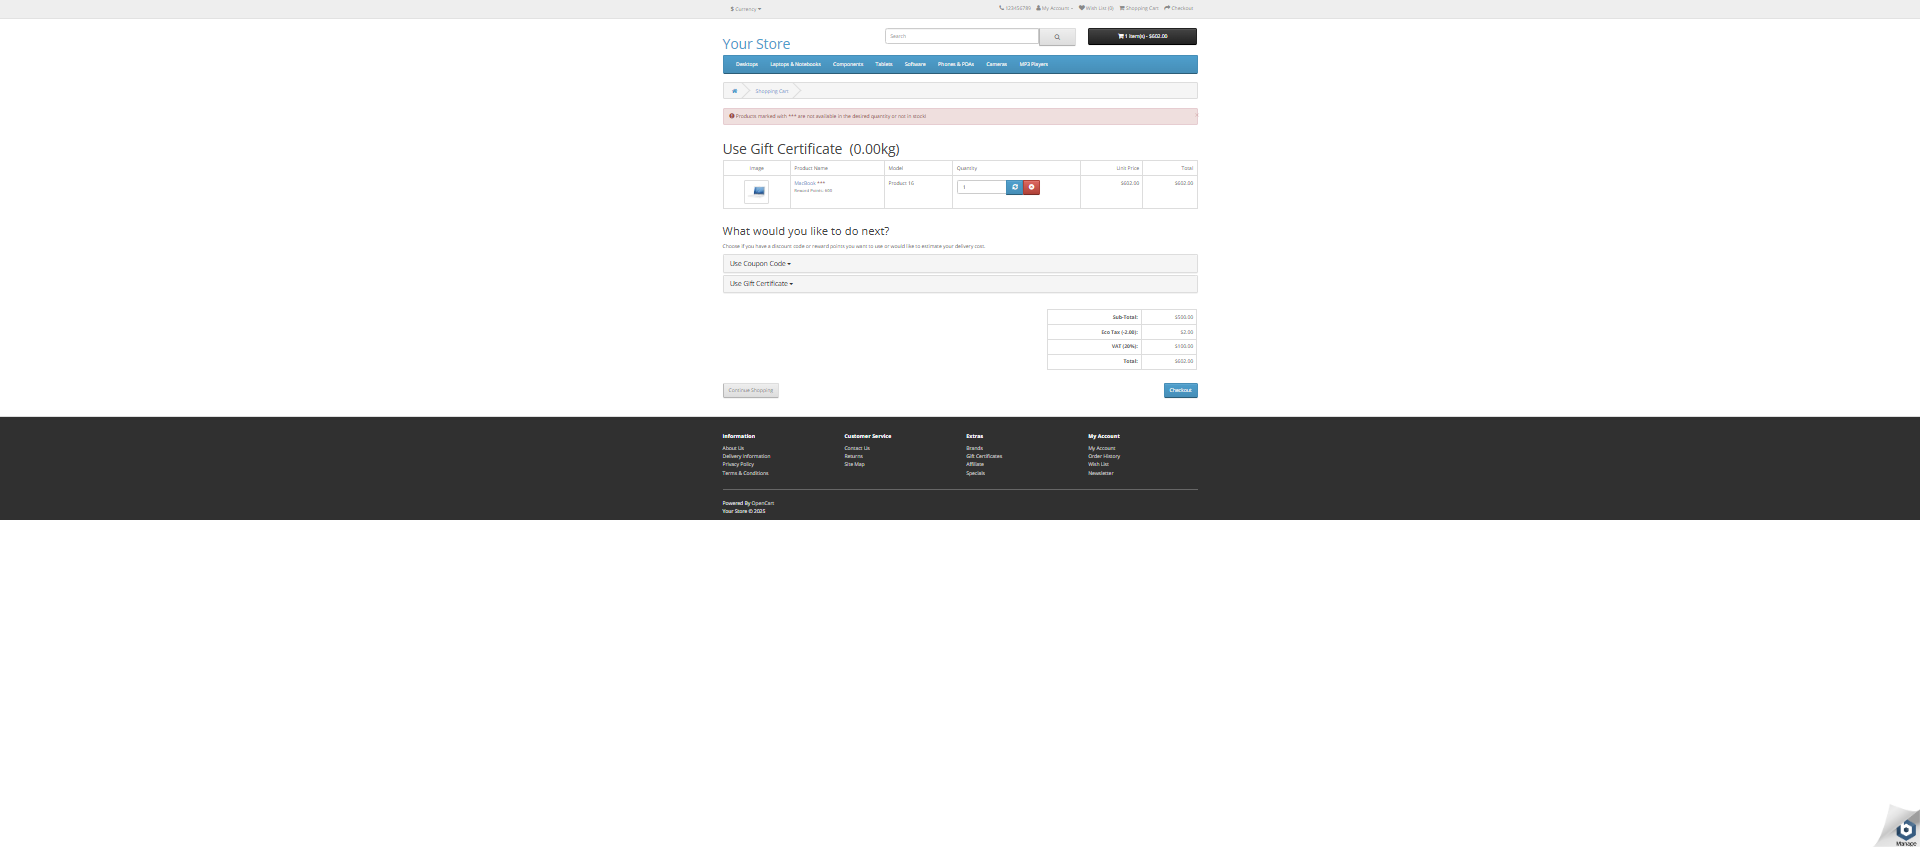 $ Currency
123456789 My Account Wish List (0) Shopping Cart Checkout
Your Store
Search
1 item(s) - $602.00
Desktops Laptops & Notebooks Components Tablets Software Phones & PDAs Cameras MP3 Players
Shopping Cart
Products marked with *** are not available in the desired quantity or not in stock!
Use Gift Certificate (0.00kg)
Image Product Name Model Quantity Unit Price Total
MacBook *** Product 16 1 $602.00 $602.00
Reward Points: 600
What would you like to do next?
Choose if you have a discount code or reward points you want to use or would like to estimate your delivery cost.
Use Coupon Code
Use Gift Certificate
Sub-Total: $500.00
Eco Tax (-2.00): $2.00
VAT (20%): $100.00
Total: $602.00
Continue Shopping
Checkout
Information Customer Service Extras My Account
About Us Contact Us Brands My Account
Delivery Information Returns Gift Certificates Order History
Privacy Policy Site Map Affiliate Wish List
Terms & Conditions Specials Newsletter
Powered By OpenCart
Your Store © 2025
Manage